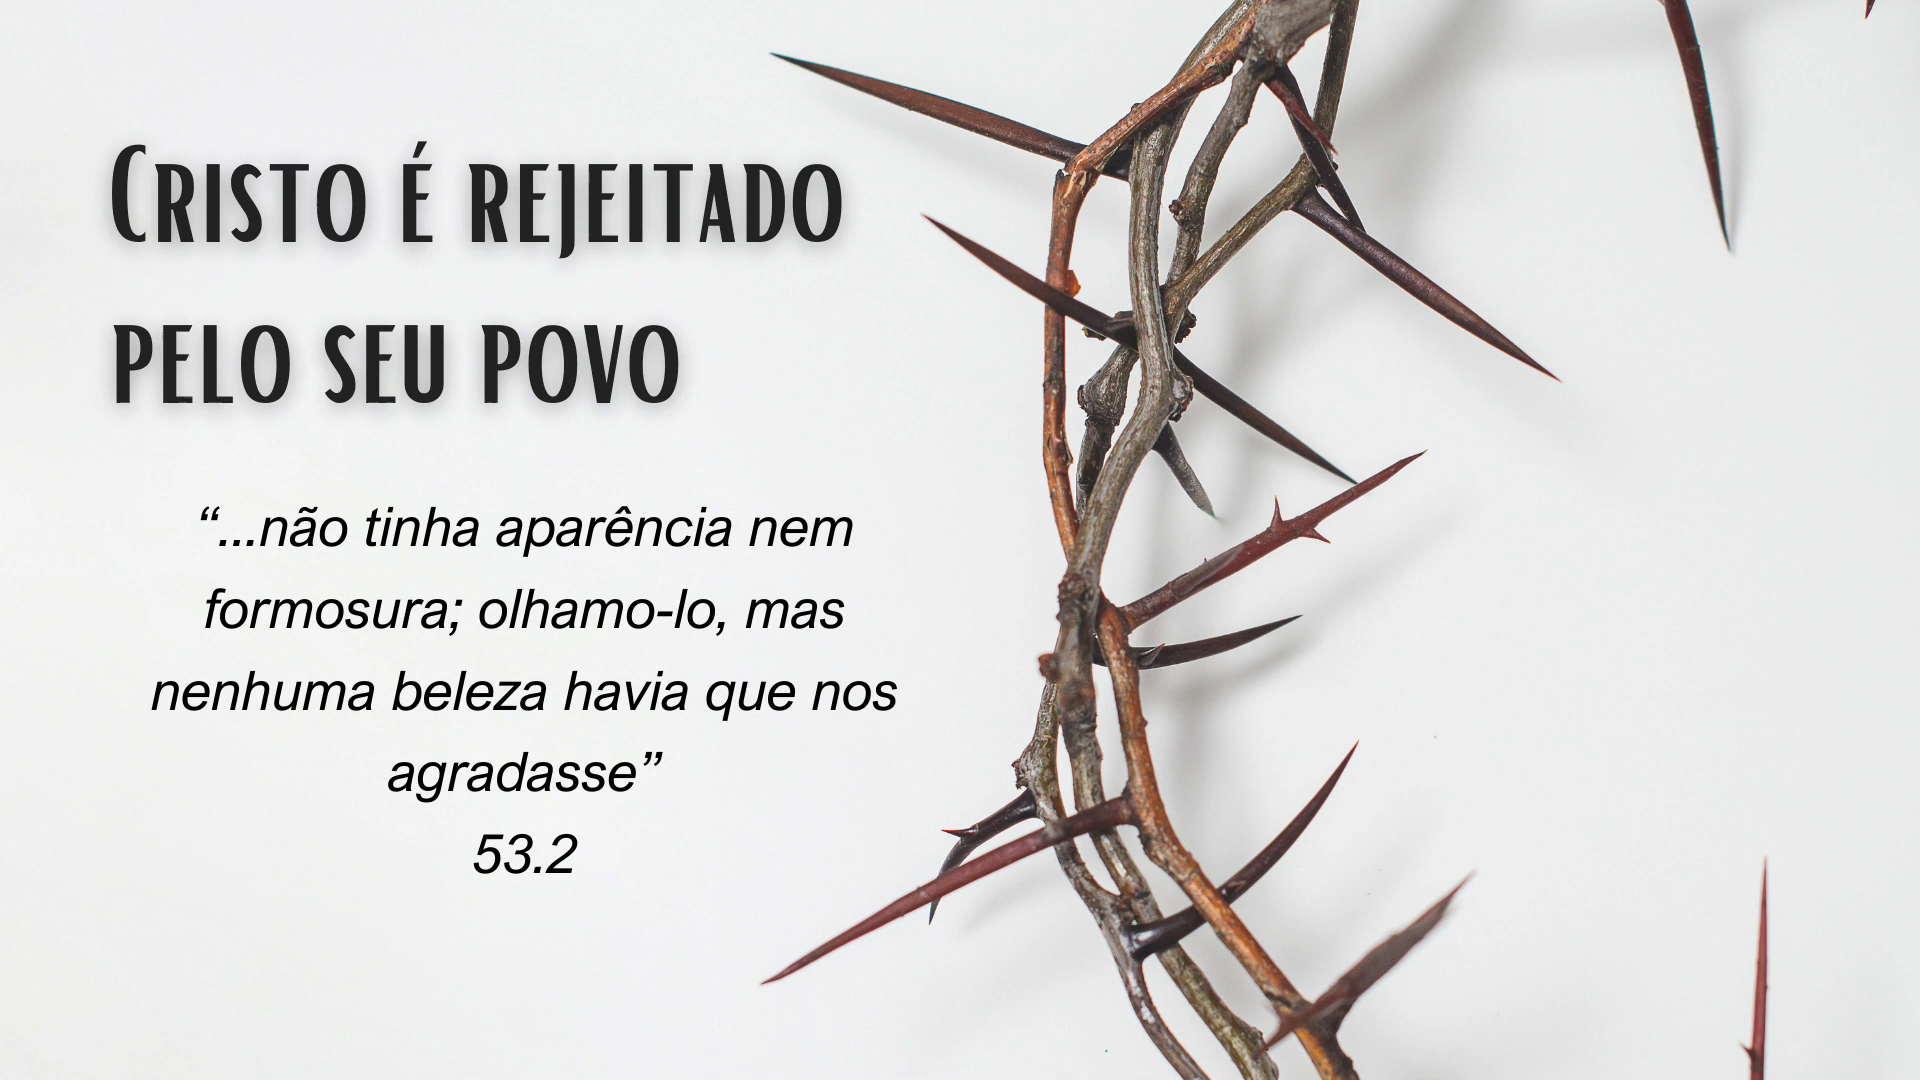 Cristo é rejeitado
pelo seu povo
“...não tinha aparência nem
formosura; olhamo-lo, mas
nenhuma beleza havia que nos
agradasse”
53.2